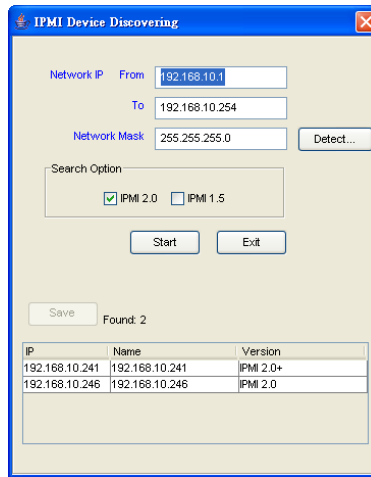 IPMI Device Discovering
Network IP From 192.168.10.1
To 192.168.10.254
Network Mask 255.255.255.0 Detect...
Search Option
IPMI 2.0 IPMI 1.5
Start Exit
Save Found: 2
IP Name Version
192.168.10.241 192.168.10.241 IPMI 2.0+
192.168.10.246 192.168.10.246 IPMI 2.0